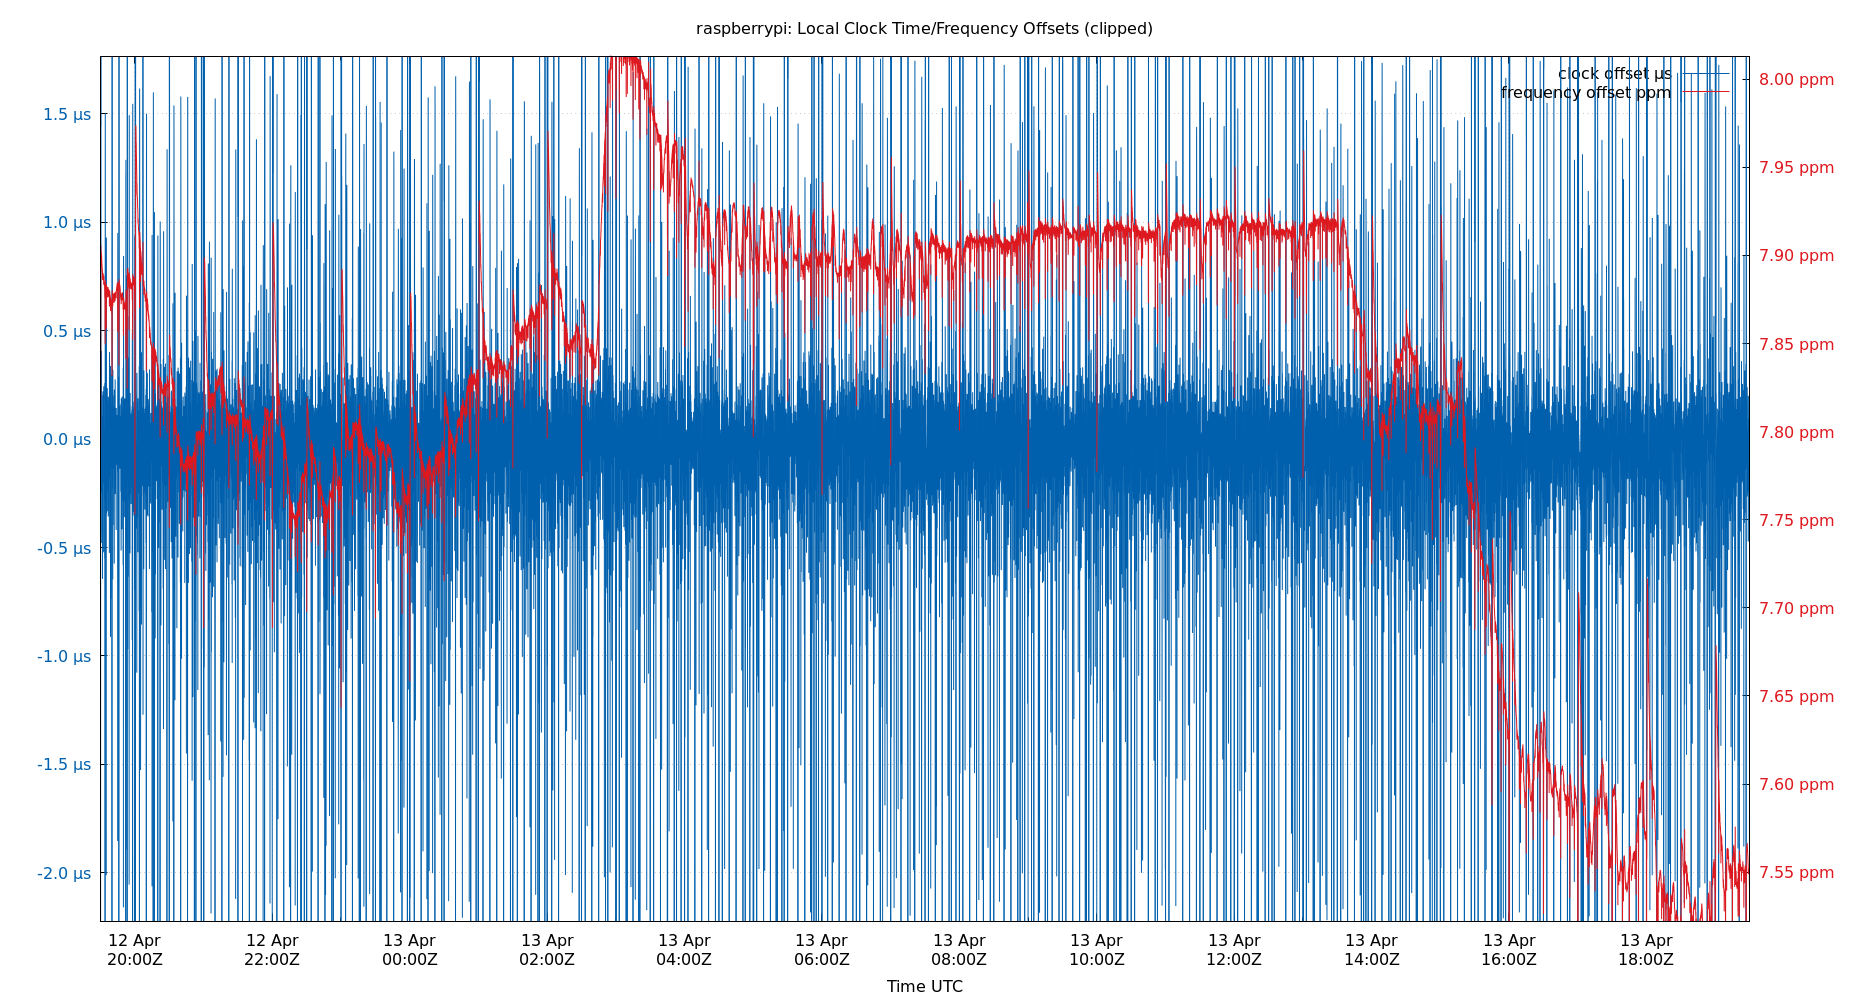 raspberrypi: Local Clock Time/Frequency Offsets (clipped)
clock offset µs
frequency offset ppm
1.5 µs
1.0 µs
0.5 µs
0.0 µs
-0.5 µs
-1.0 µs
-1.5 µs
-2.0 µs
8.00 ppm
7.95 ppm
7.90 ppm
7.85 ppm
7.80 ppm
7.75 ppm
7.70 ppm
7.65 ppm
7.60 ppm
7.55 ppm
12 Apr 12 Apr 13 Apr 13 Apr 13 Apr 13 Apr 13 Apr 13 Apr 13 Apr 13 Apr 13 Apr 13 Apr
20:00Z 22:00Z 00:00Z 02:00Z 04:00Z 06:00Z 08:00Z 10:00Z 12:00Z 14:00Z 16:00Z 18:00Z
Time UTC